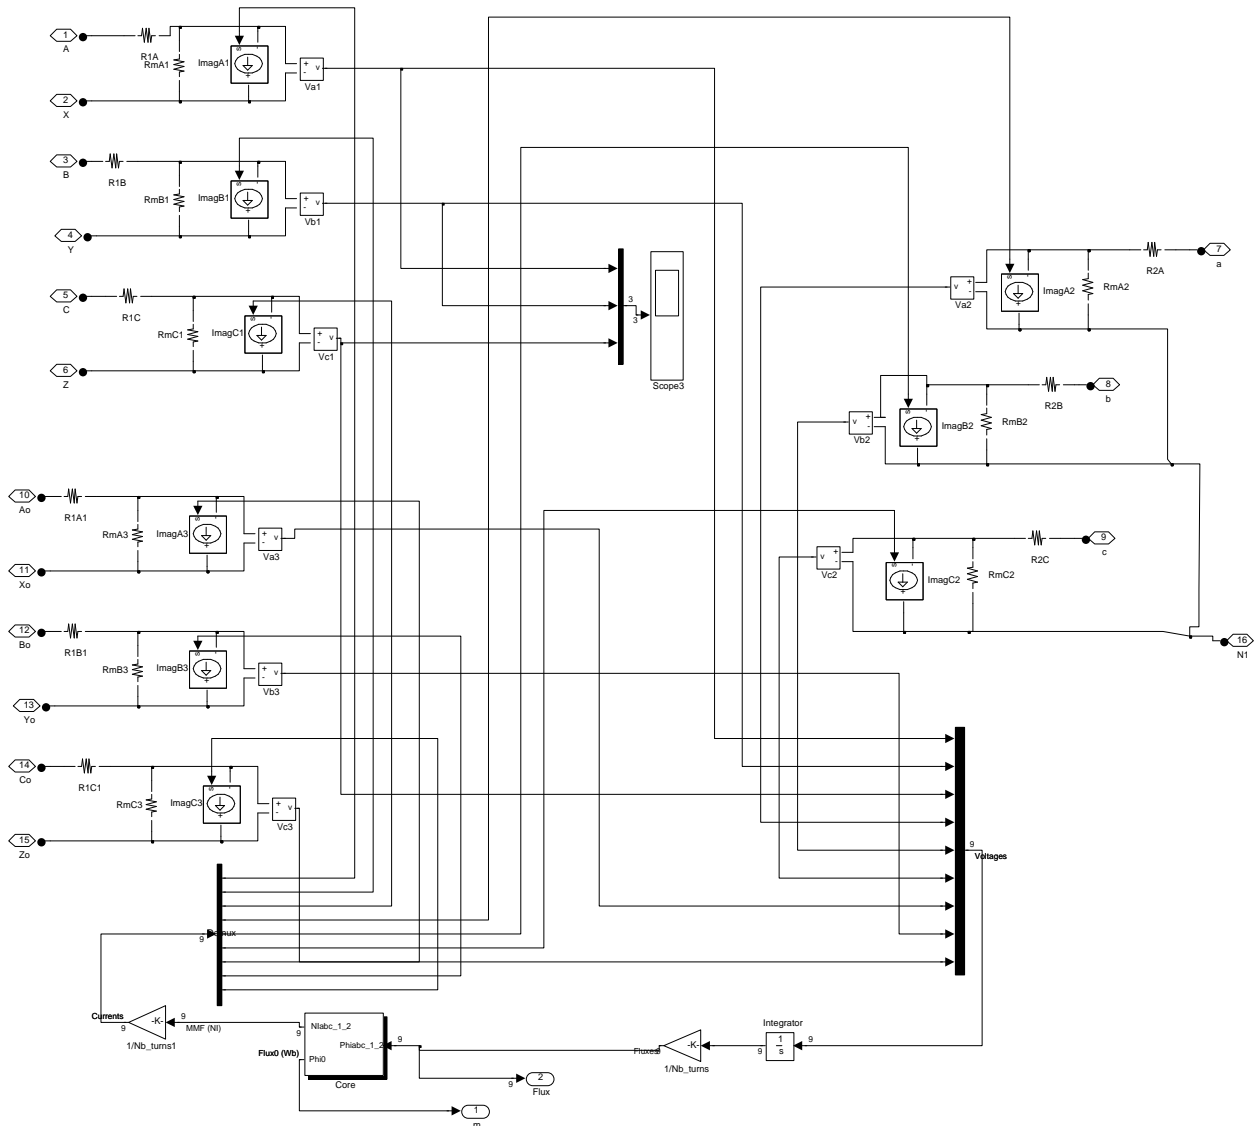 1
A
R1A
RmA1
ImagA1
s
-
+
+
-
v
Va1
2
X
3
B
R1B
RmB1
ImagB1
s
-
+
+
-
v
Vb1
4
Y
5
C
R1C
RmC1
ImagC1
s
-
+
+
-
v
Vc1
6
Z
3
3
Scope3
7
a
R2A
RmA2
ImagA2
s
-
+
+
-
v
Va2
8
b
R2B
RmB2
ImagB2
s
-
+
+
-
v
Vb2
9
c
R2C
RmC2
ImagC2
s
-
+
+
-
v
Vc2
16
N1
10
Ao
R1A1
RmA3
ImagA3
s
-
+
+
-
v
Va3
11
Xo
12
Bo
R1B1
RmB3
ImagB3
s
-
+
+
-
v
Vb3
13
Yo
14
Co
R1C1
RmC3
ImagC3
s
-
+
+
-
v
Vc3
15
Zo
9
Voltages
9
Currents
9
-K-
1/Nb_turns1
9
MMF (NI)
9
NIabc_1_2
Phiabc_1_2
Phi0
Core
Flux0 (Wb)
9
9
2
Flux
1
Fluxes
9
-K-
1/Nb_turns
9
Integrator
1
s
9